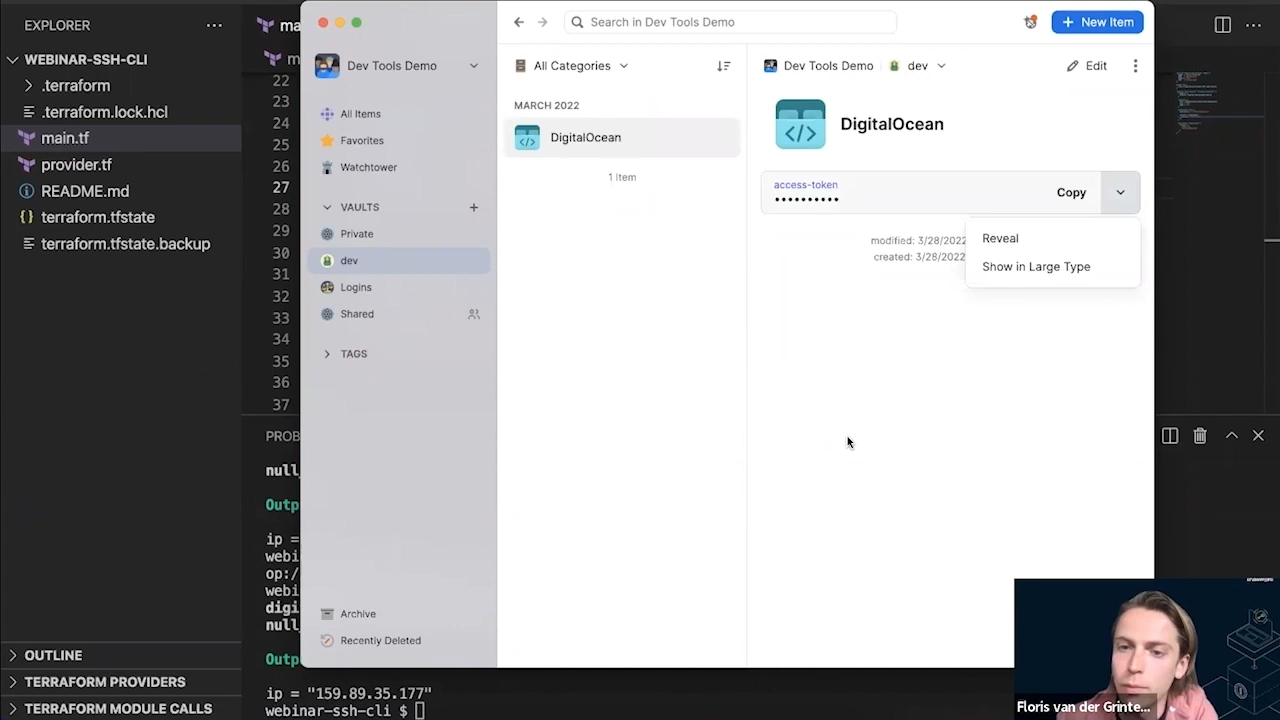 EXPLORER
WEBINAR-SSH-CLI
.terraform
.terraform.lock.hcl
main.tf
provider.tf
README.md
terraform.tfstate
terraform.tfstate.backup
OUTLINE
TERRAFORM PROVIDERS
TERRAFORM MODULE CALLS
22
23
24
25
26
27
28
29
30
31
32
33
34
35
36
37
Dev Tools Demo
All Items
Favorites
Watchtower
VAULTS
Private
dev
Logins
Shared
TAGS
Archive
Recently Deleted
Search in Dev Tools Demo
New Item
All Categories
MARCH 2022
DigitalOcean
1 Item
Dev Tools Demo
dev
Edit
DigitalOcean
access-token
••••••••••
Copy
Reveal
Show in Large Type
modified: 3/28/2022
created: 3/28/2022
PROB
null_
Outp
ip =
webi
op:/
webi
digi
null_
Outp
ip = "159.89.35.177"
webinar-ssh-cli $
Floris van der Grinte...